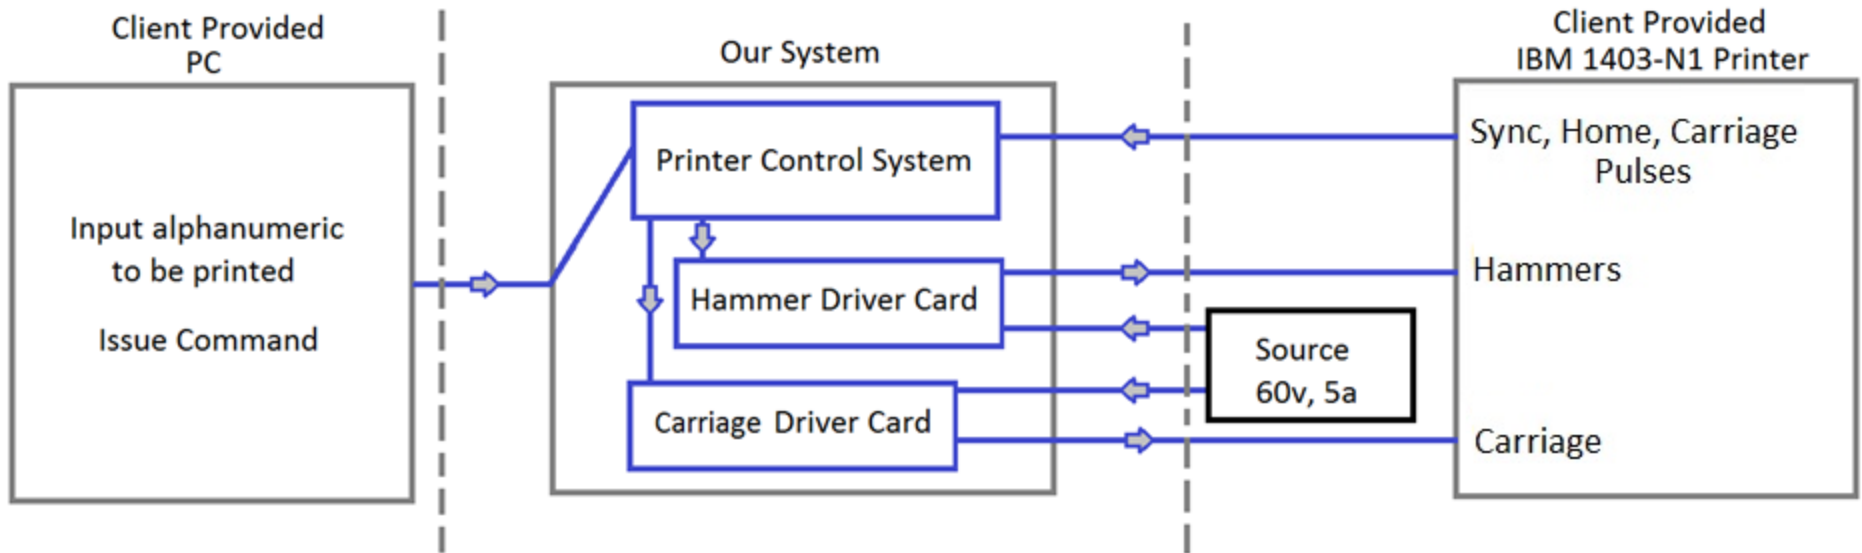 Client Provided
PC
Input alphanumeric
to be printed
Issue Command
Our System
Printer Control System
Hammer Driver Card
Carriage Driver Card
Source
60v, 5a
Client Provided
IBM 1403-N1 Printer
Sync, Home, Carriage
Pulses
Hammers
Carriage